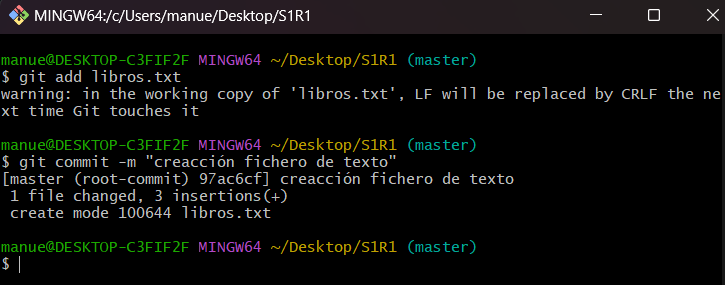 MINGW64:/c/Users/manue/Desktop/S1R1
manue@DESKTOP-C3FIF2F MINGW64 ~/Desktop/S1R1 (master)
$ git add libros.txt
warning: in the working copy of 'libros.txt', LF will be replaced by CRLF the ne
xt time Git touches it
manue@DESKTOP-C3FIF2F MINGW64 ~/Desktop/S1R1 (master)
$ git commit -m "creacción fichero de texto"
[master (root-commit) 97ac6cf] creacción fichero de texto
 1 file changed, 3 insertions(+)
 create mode 100644 libros.txt
manue@DESKTOP-C3FIF2F MINGW64 ~/Desktop/S1R1 (master)
$